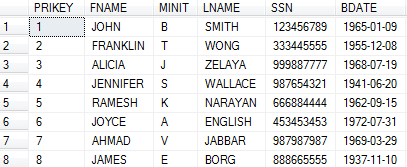 PRIKEY FNAME MINIT LNAME SSN BDATE
1 1 JOHN B SMITH 123456789 1965-01-09
2 2 FRANKLIN T WONG 333445555 1955-12-08
3 3 ALICIA J ZELAYA 999887777 1968-07-19
4 4 JENNIFER S WALLACE 987654321 1941-06-20
5 5 RAMESH K NARAYAN 666884444 1962-09-15
6 6 JOYCE A ENGLISH 453453453 1972-07-31
7 7 AHMAD V JABBAR 987987987 1969-03-29
8 8 JAMES E BORG 888665555 1937-11-10